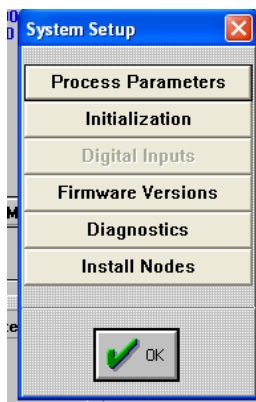 System Setup
Process Parameters
Initialization
Digital Inputs
Firmware Versions
Diagnostics
Install Nodes
OK